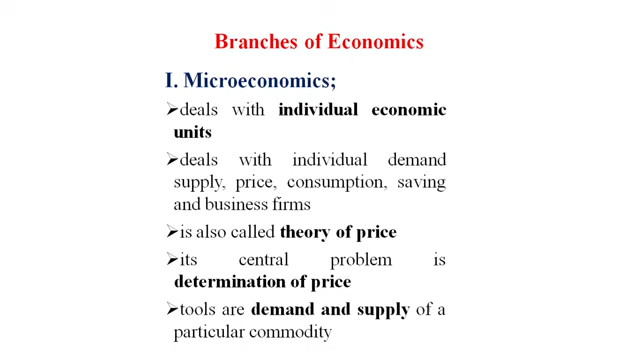 Branches of Economics
I. Microeconomics;
➢deals with individual economic
units
➢deals with individual demand
supply, price, consumption, saving
and business firms
➢is also called theory of price
➢its central problem is
determination of price
➢tools are demand and supply of a
particular commodity